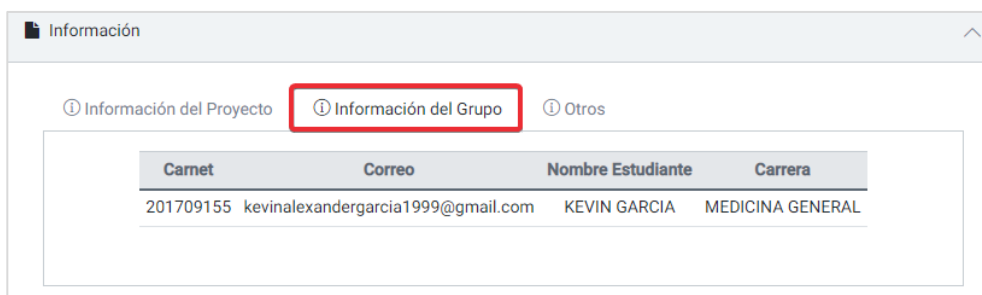 Información
Información del Proyecto Información del Grupo Otros
Carnet Correo Nombre Estudiante Carrera
201709155 kevinalexandergarcia1999@gmail.com KEVIN GARCIA MEDICINA GENERAL